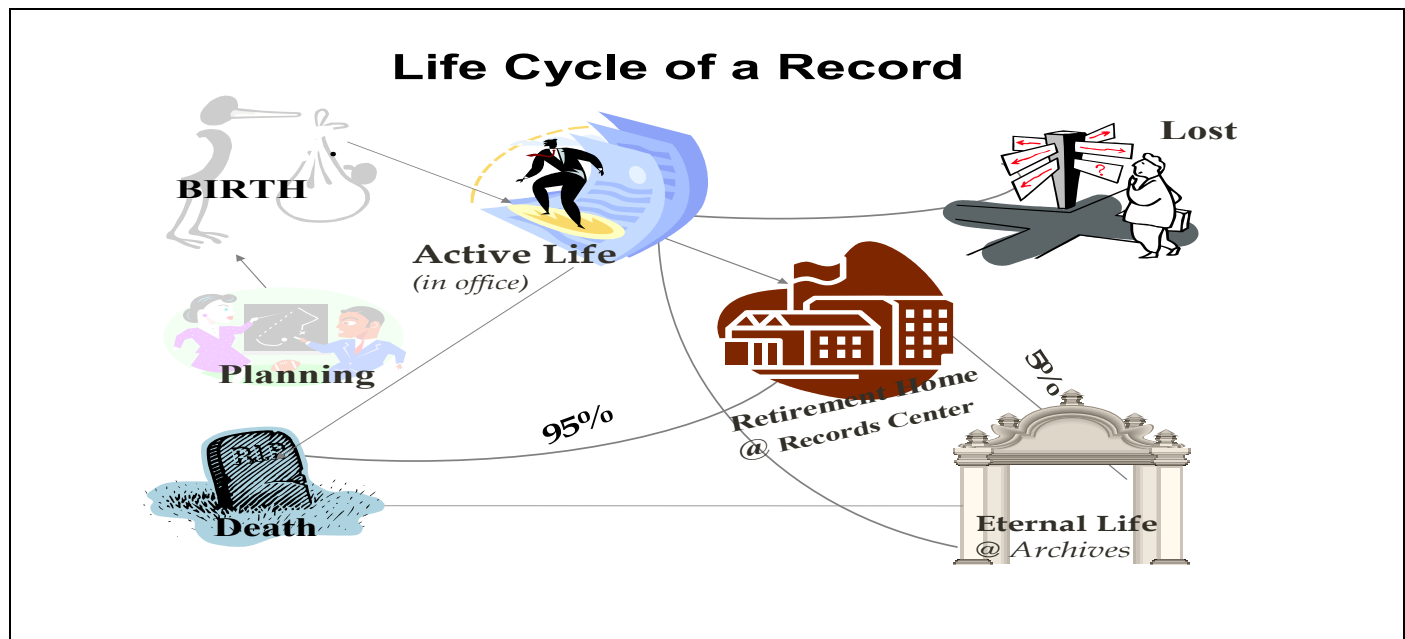 Life Cycle of a Record
Lost
?
BIRTH
Active Life
(in office)
Planning
5%
Retirement Home
@ Records Center
95%
RIP
Death
Eternal Life
@ Archives